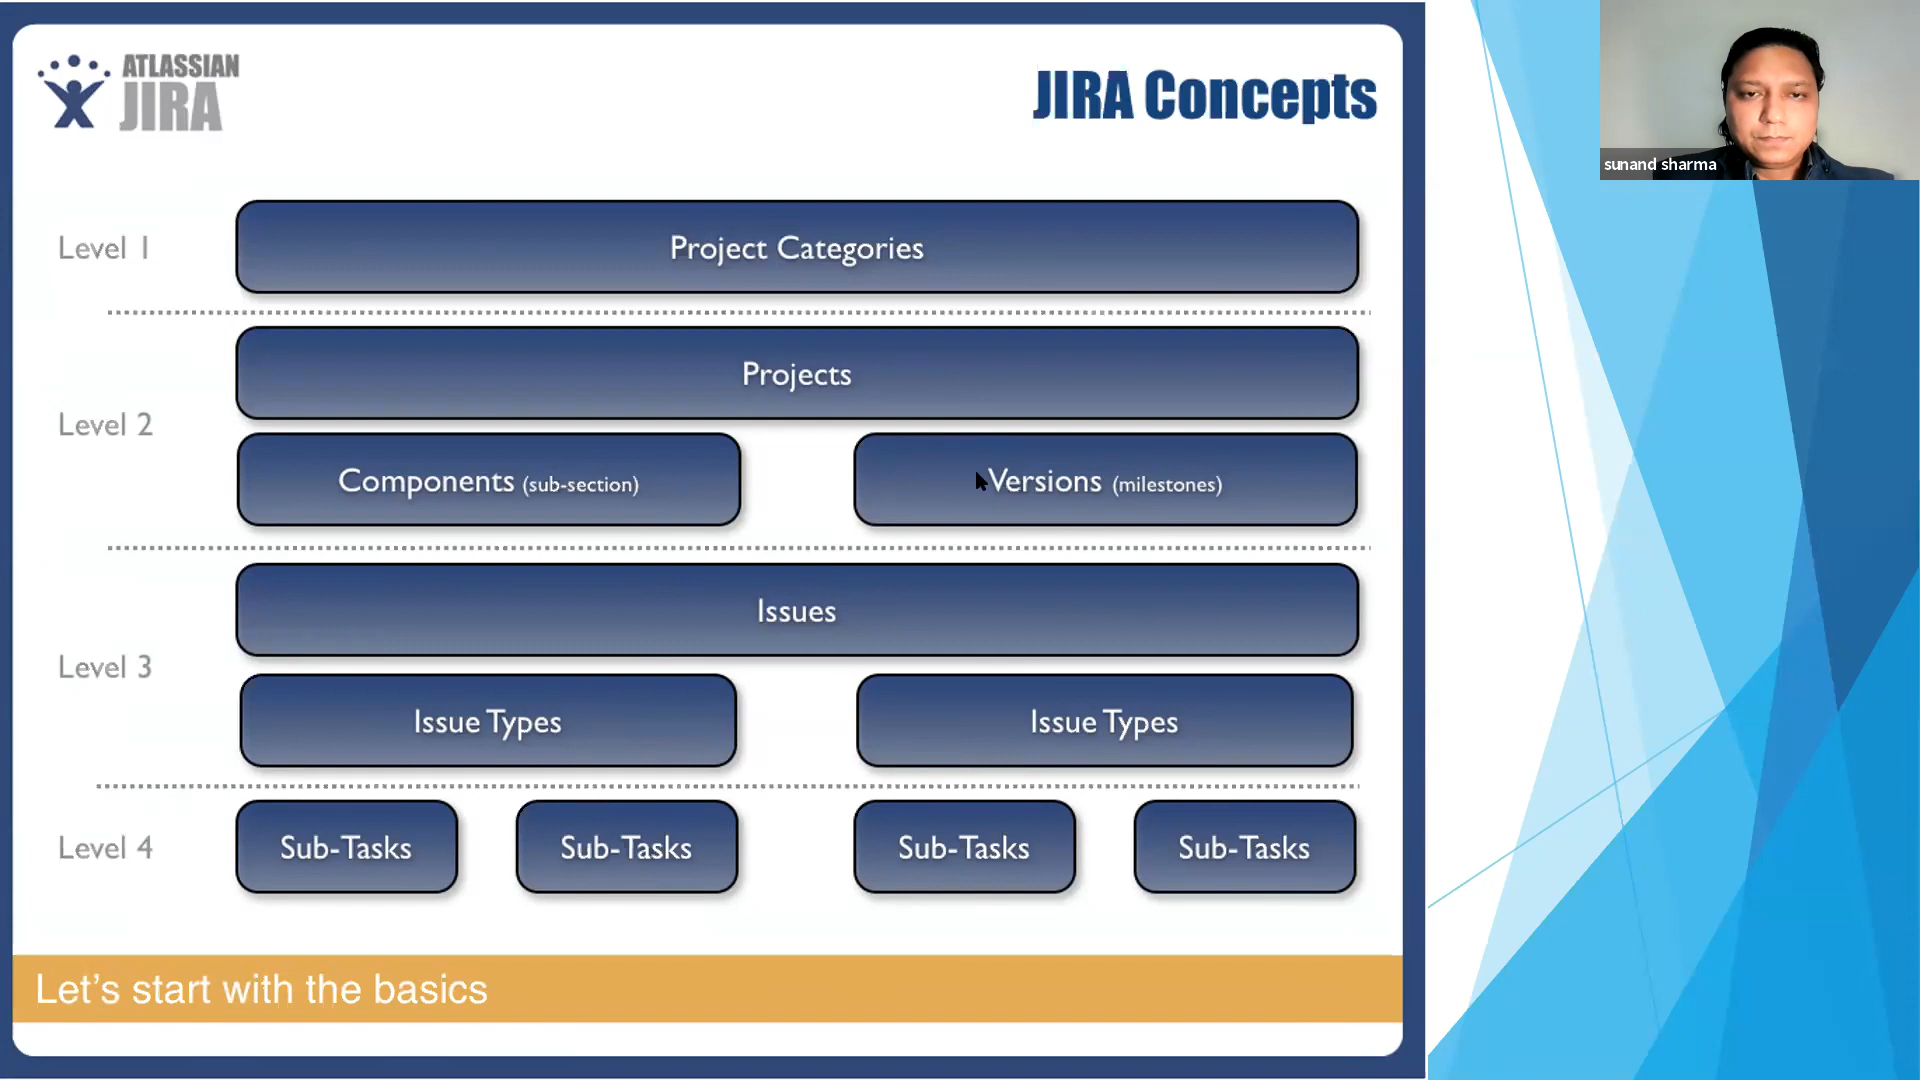 ATLASSIAN
JIRA
JIRA Concepts
sunand sharma
Level 1
Project Categories
Level 2
Projects
Components (sub-section)
Versions (milestones)
Level 3
Issues
Issue Types
Issue Types
Level 4
Sub-Tasks
Sub-Tasks
Sub-Tasks
Sub-Tasks
Let’s start with the basics